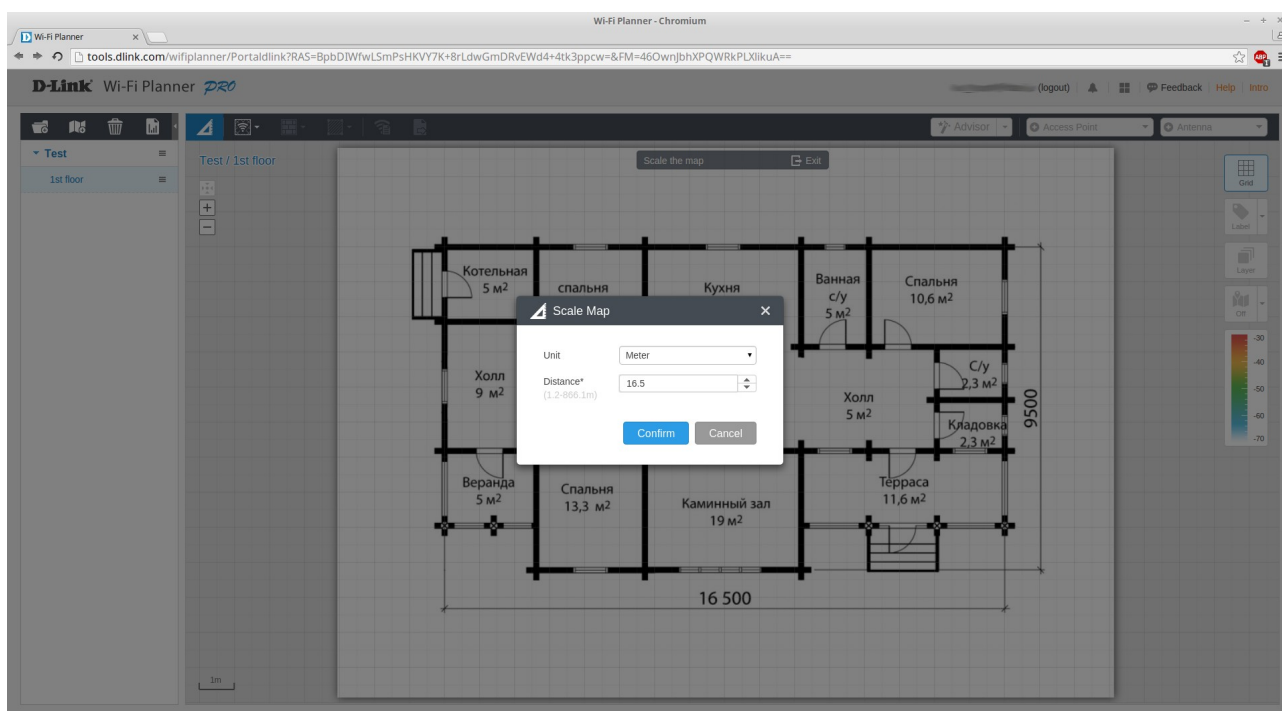 Wi-Fi Planner - Chromium
Wi-Fi Planner
tools.dlink.com/wifiplanner/Portaldlink?RAS=BpbDIWfwLSmPsHKVY7K+8rLdwGmDRvEWd4+4tk3ppcw=&FM=46OwnJbhXPQWRkPLXlikuA==
ABP
D-Link Wi-Fi Planner PRO
(logout)
Feedback
Help
Intro
Advisor
Access Point
Antenna
Test
1st floor
Test / 1st floor
Scale the map
Exit
Grid
Label
Layer
Off
-30
-40
-50
-60
-70
Котельная
5 м2
спальня
Кухня
Ванная
с/у
5 м2
Спальня
10,6 м2
Scale Map
Unit
Meter
Distance*
(1.2-866.1m)
16.5
Confirm
Cancel
Холл
9 м2
Холл
5 м2
С/у
2,3 м2
Кладовка
2,3 м2
9500
Веранда
5 м2
Спальня
13,3 м2
Каминный зал
19 м2
Терраса
11,6 м2
16 500
1m